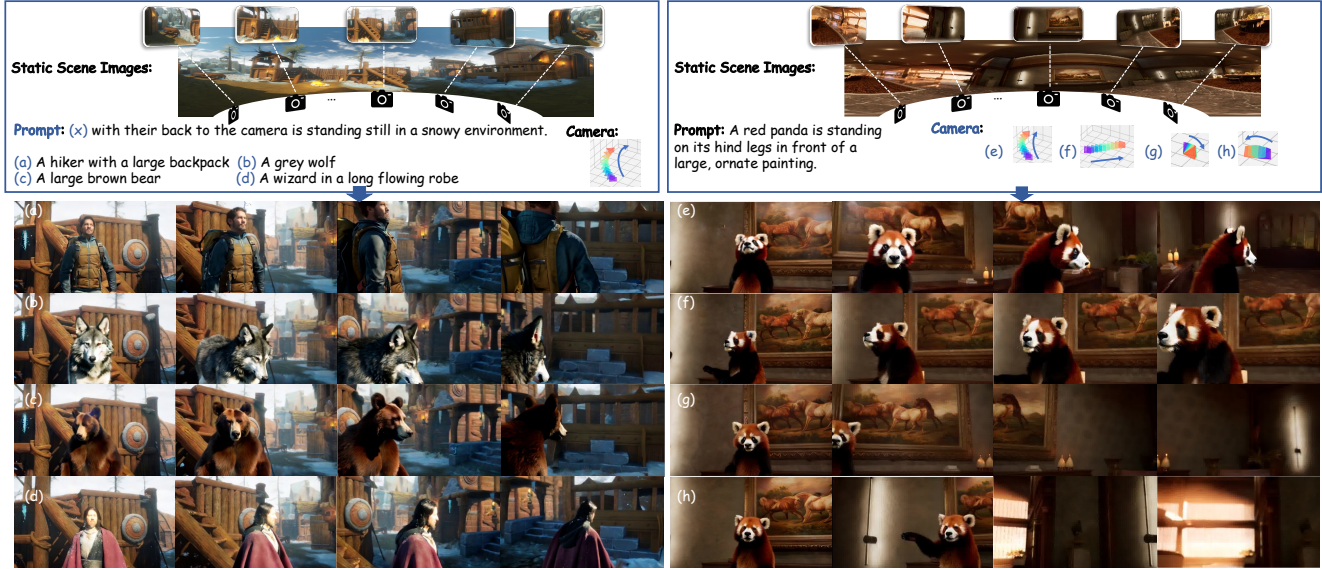 Static Scene Images:
...
Prompt: (x) with their back to the camera is standing still in a snowy environment.
Camera:
(a) A hiker with a large backpack (b) A grey wolf
(c) A large brown bear (d) A wizard in a long flowing robe
Static Scene Images:
...
Prompt: A red panda is standing
on its hind legs in front of a
large, ornate painting.
Camera:
(e) (f) (g) (h)
(a)
(b)
(c)
(d)
(e)
(f)
(g)
(h)